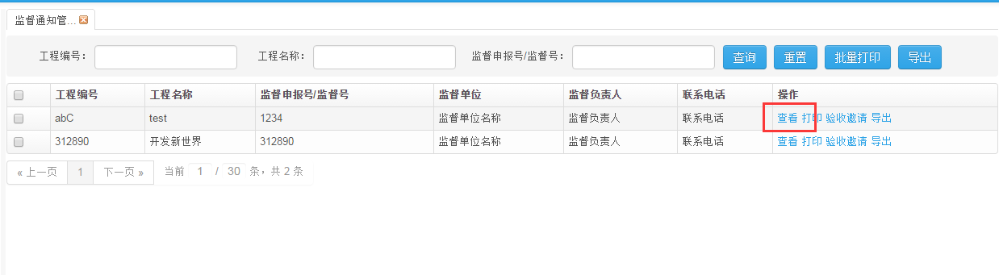 监督通知管...
工程编号: 工程名称: 监督申报号/监督号: 查询 重置 批量打印 导出
工程编号 工程名称 监督申报号/监督号 监督单位 监督负责人 联系电话 操作
abC test 1234 监督单位名称 监督负责人 联系电话 查看 打印 验收邀请 导出
312890 开发新世界 312890 监督单位名称 监督负责人 联系电话 查看 打印 验收邀请 导出
« 上一页 1 下一页 » 当前 1 / 30 条，共 2 条